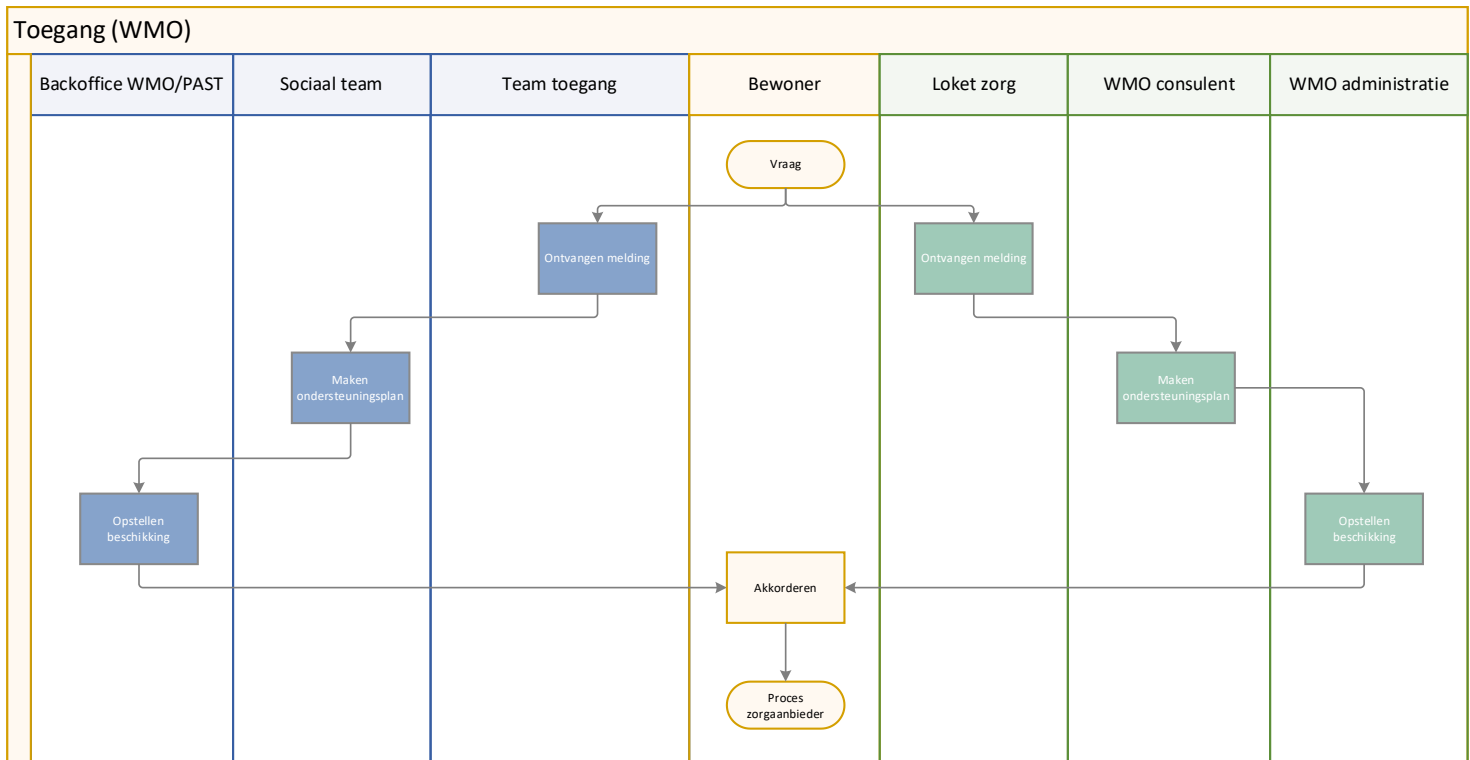 Toegang (WMO)
Backoffice WMO/PAST
Sociaal team
Team toegang
Bewoner
Loket zorg
WMO consulent
WMO administratie
Vraag
Ontvangen melding
Ontvangen melding
Maken
ondersteuningsplan
Maken
ondersteuningsplan
Opstellen
beschikking
Opstellen
beschikking
Akkorderen
Proces
zorgaanbieder